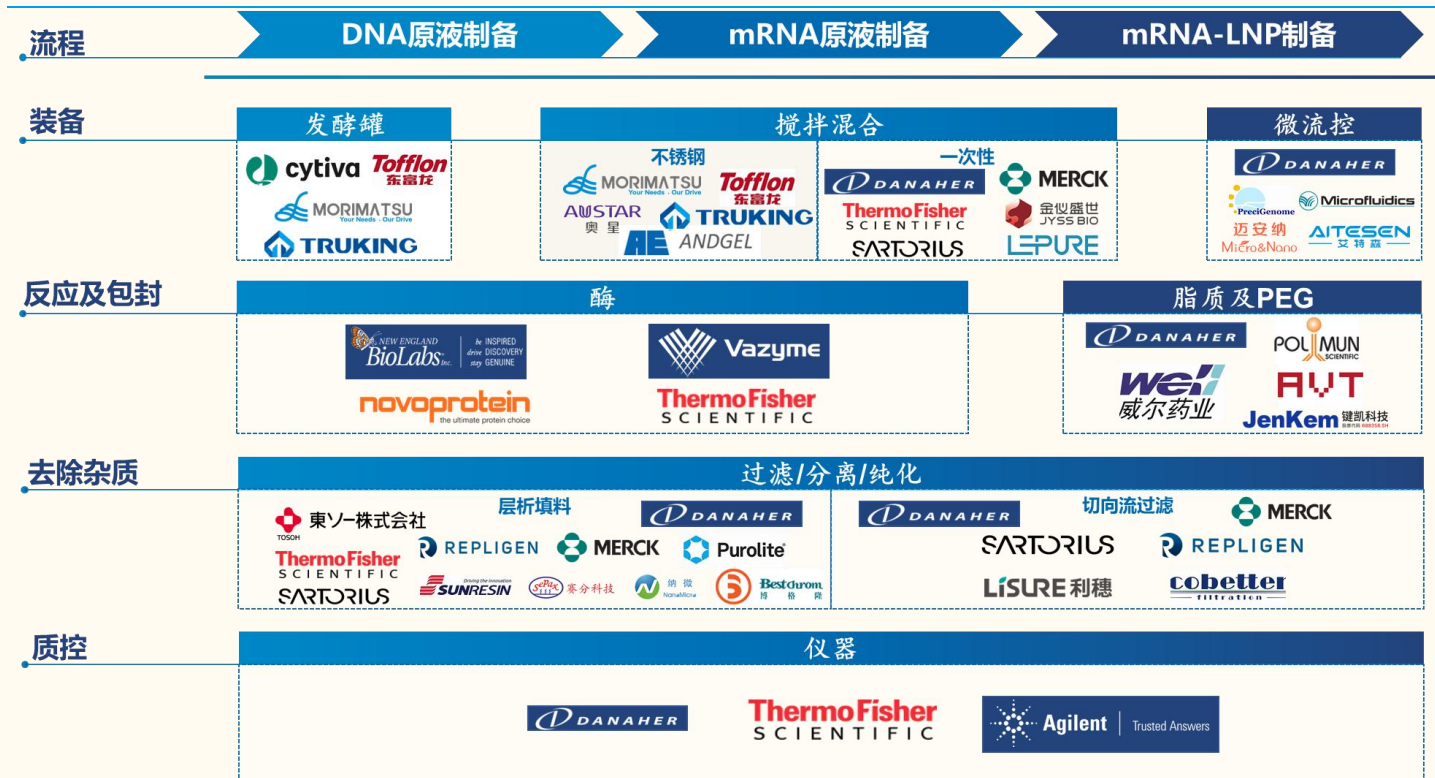 流程
DNA原液制备
mRNA原液制备
mRNA-LNP制备
装备
发酵罐
搅拌混合
微流控
cytiva
Tofflon
东富龙
MORIMATSU
Your Needs · Our Drive
TRUKING
不锈钢
MORIMATSU
Your Needs · Our Drive
Tofflon
东富龙
AUSTAR
奥星
TRUKING
AE ANDGEL
一次性
DANAHER
MERCK
ThermoFisher
SCIENTIFIC
金仪盛世
JYSS BIO
SARTORIUS
LEPURE
DANAHER
PreciGenome
Microfluidics
迈安纳
Micro&Nano
AITESEN
艾特森
反应及包封
酶
脂质及PEG
NEW ENGLAND
BioLabs Inc.
be INSPIRED
drive DISCOVERY
stay GENUINE
Vazyme
novoprotein
the ultimate protein choice
ThermoFisher
SCIENTIFIC
DANAHER
POLYMUN
SCIENTIFIC
WEi
威尔药业
AVT
JenKem 键凯科技
去除杂质
过滤/分离/纯化
层析填料
東ソー株式会社
TOSOH
DANAHER
ThermoFisher
SCIENTIFIC
REPLIGEN
MERCK
Purolite
SARTORIUS
Driving the innovation
SUNRESIN
SePax
赛分科技
纳微
NanoMicro
Bestchrom
博格隆
切向流过滤
DANAHER
MERCK
SARTORIUS
REPLIGEN
LiSURE 利穗
cobetter
filtration
质控
仪器
DANAHER
ThermoFisher
SCIENTIFIC
Agilent
Trusted Answers